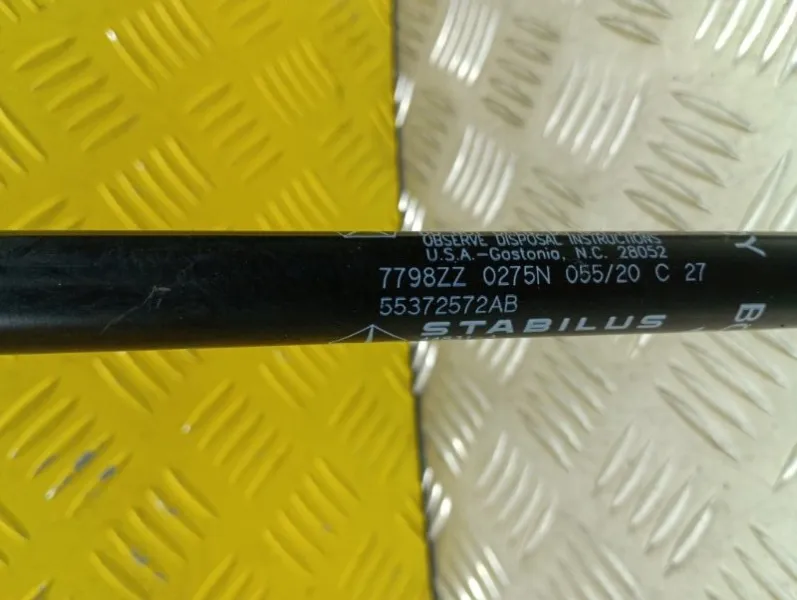 OBSERVE DISPOSAL INSTRUCTIONS
U.S.A.-Gastonia, N.C. 28052
7798ZZ 0275N 055/20 C 27
55372572AB
STABILUS
Y